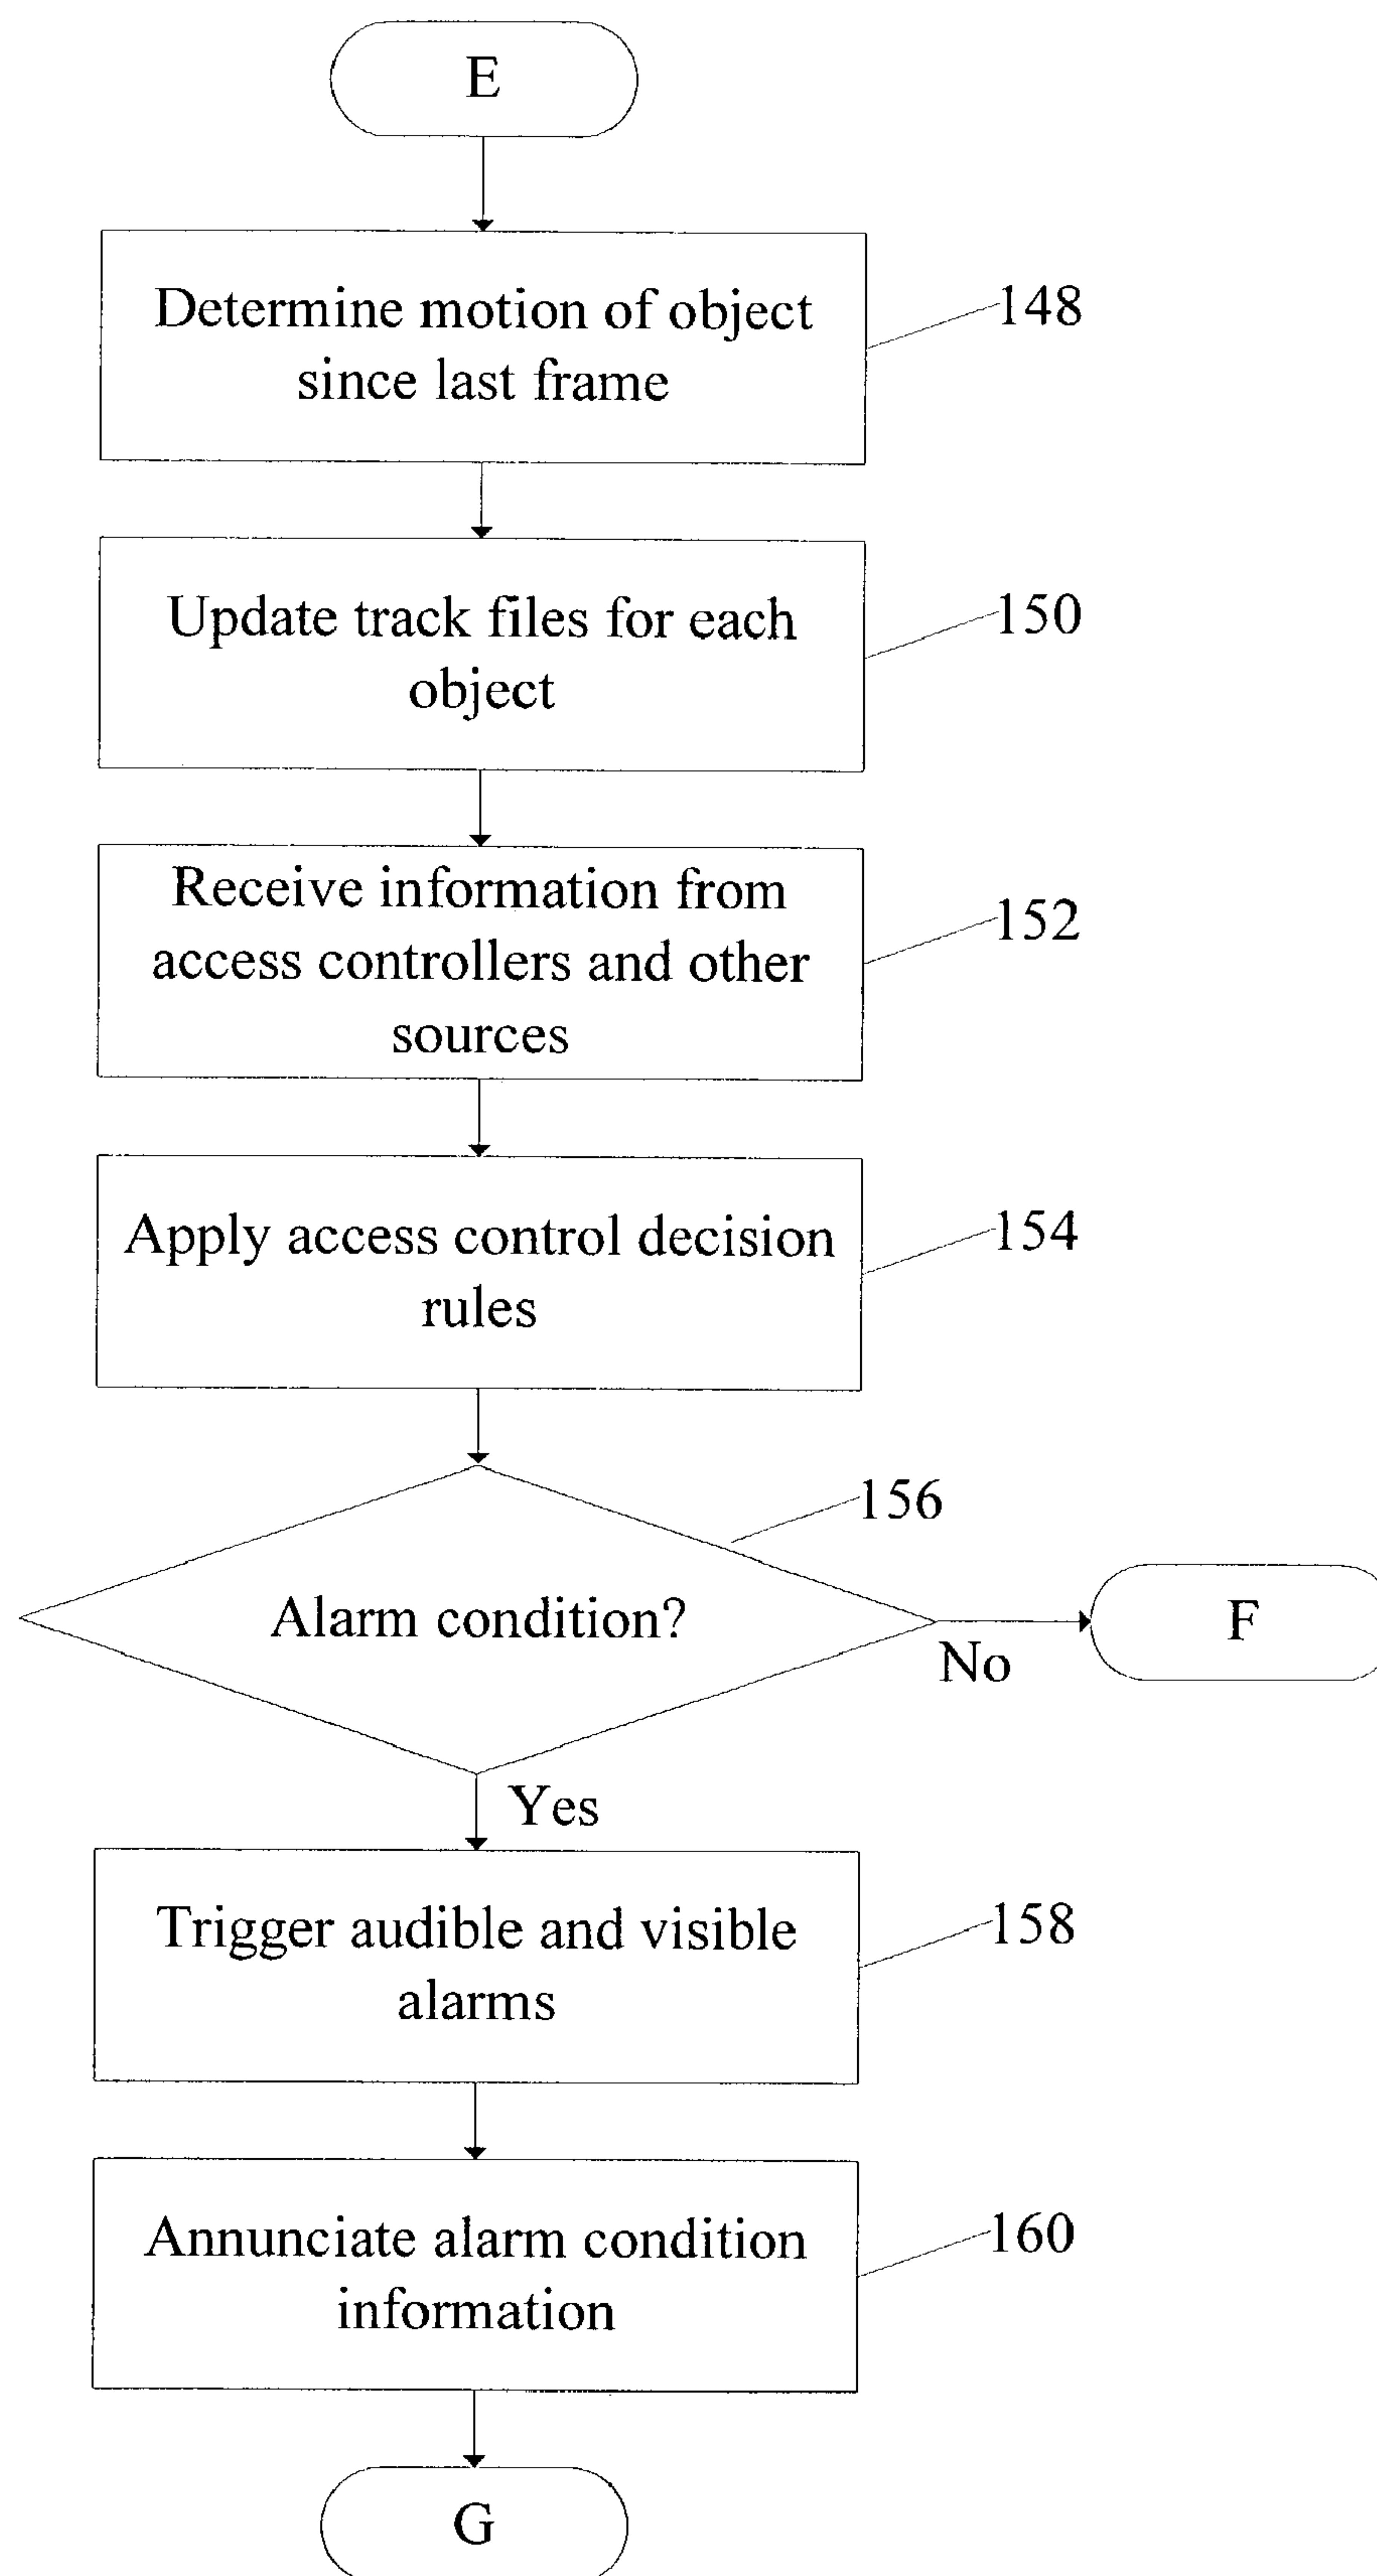 E
Determine motion of object
since last frame
148
Update track files for each
object
150
Receive information from
access controllers and other
sources
152
Apply access control decision
rules
154
156
Alarm condition?
F
No
Yes
Trigger audible and visible
alarms
158
Annunciate alarm condition
information
160
G